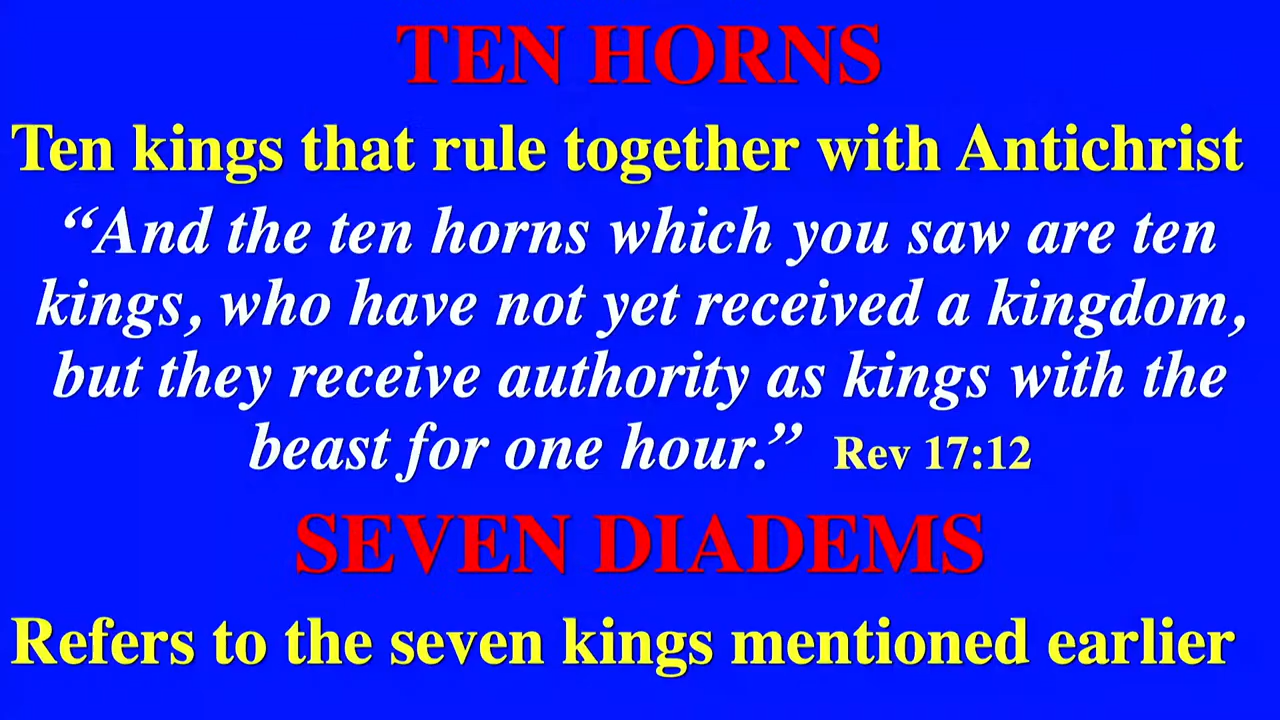 TEN HORNS
Ten kings that rule together with Antichrist
“And the ten horns which you saw are ten
kings, who have not yet received a kingdom,
but they receive authority as kings with the
beast for one hour.” Rev 17:12
SEVEN DIADEMS
Refers to the seven kings mentioned earlier